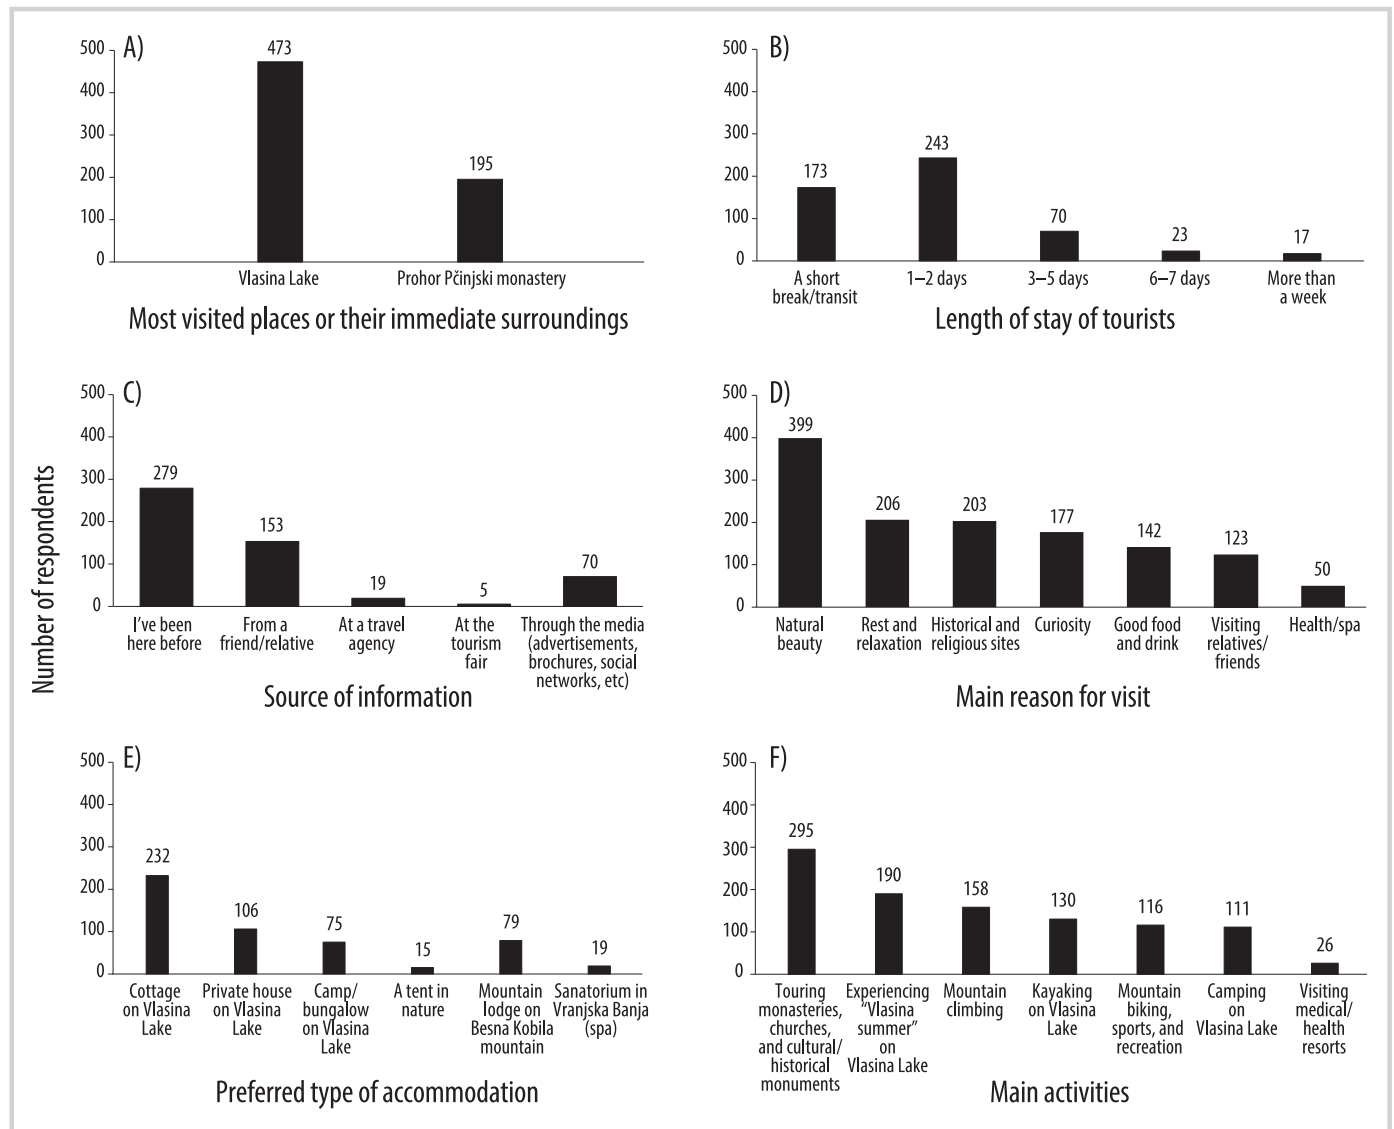 Number of respondents
A)
500
400
300
200
100
0
473
195
Vlasina Lake
Prohor Pčinjski monastery
Most visited places or their immediate surroundings
B)
500
400
300
200
100
0
173
243
70
23
17
A short
break/transit
1–2 days
3–5 days
6–7 days
More than
a week
Length of stay of tourists
C)
500
400
300
200
100
0
279
153
19
5
70
I've been
here before
From a
friend/relative
At a travel
agency
At the
tourism
fair
Through the media
(advertisements,
brochures, social
networks, etc)
Source of information
D)
500
400
300
200
100
0
399
206
203
177
142
123
50
Natural
beauty
Rest and
relaxation
Historical and
religious sites
Curiosity
Good food
and drink
Visiting
relatives/
friends
Health/spa
Main reason for visit
E)
500
400
300
200
100
0
232
106
75
15
79
19
Cottage
on Vlasina
Lake
Private house
on Vlasina
Lake
Camp/
bungalow
on Vlasina
Lake
A tent in
nature
Mountain
lodge on
Besna Kobila
mountain
Sanatorium in
Vranjska Banja
(spa)
Preferred type of accommodation
F)
500
400
300
200
100
0
295
190
158
130
116
111
26
Touring
monasteries,
churches,
and cultural/
historical
monuments
Experiencing
"Vlasina
summer"
on
Vlasina Lake
Mountain
climbing
Kayaking
on Vlasina
Lake
Mountain
biking,
sports, and
recreation
Camping
on
Vlasina Lake
Visiting
medical/
health
resorts
Main activities